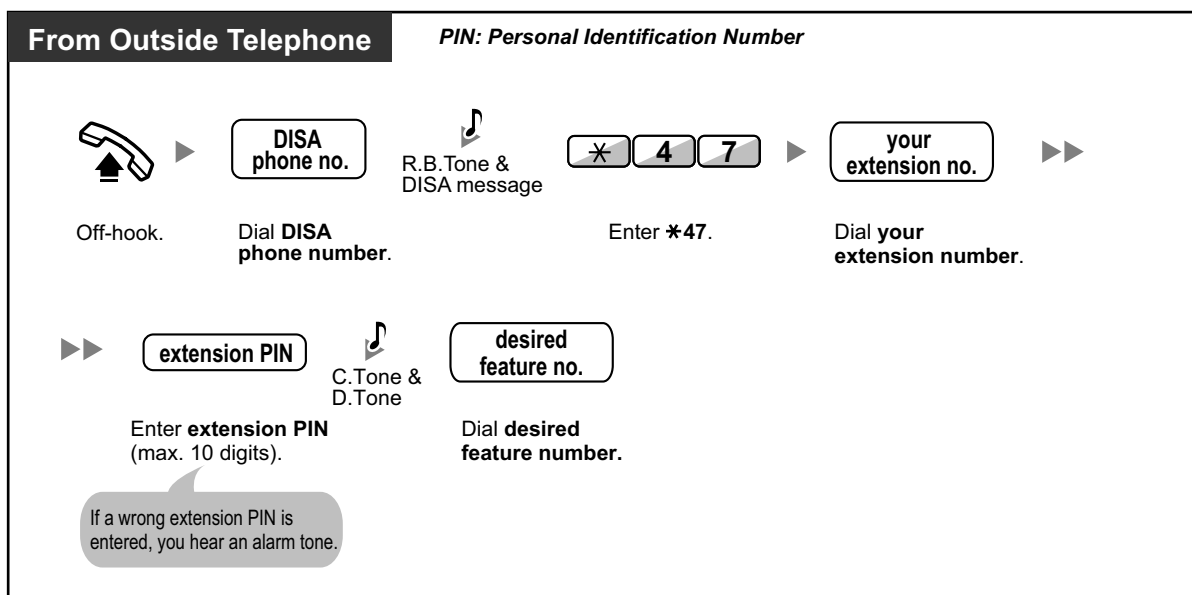 From Outside Telephone
PIN: Personal Identification Number
DISA
phone no.
R.B.Tone &
DISA message
* 4 7
your
extension no.
Off-hook.
Dial DISA
phone number.
Enter *47.
Dial your
extension number.
extension PIN
C.Tone &
D.Tone
desired
feature no.
Enter extension PIN
(max. 10 digits).
Dial desired
feature number.
If a wrong extension PIN is
entered, you hear an alarm tone.